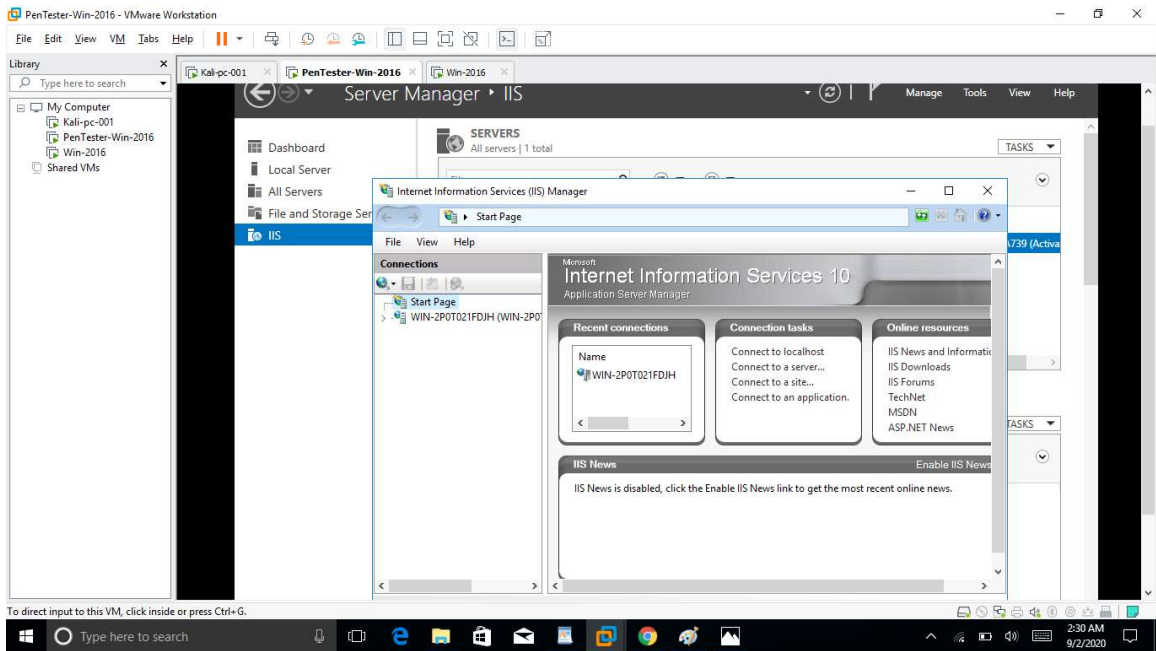 PenTester-Win-2016 - VMware Workstation
File Edit View VM Tabs Help
Library
Type here to search
My Computer
Kali-pc-001
PenTester-Win-2016
Win-2016
Shared VMs
Kali-pc-001 PenTester-Win-2016 Win-2016
Server Manager IIS
Manage Tools View Help
Dashboard
Local Server
All Servers
File and Storage Ser
IIS
SERVERS
All servers | 1 total
TASKS
A739 (Activa
TASKS
Internet Information Services (IIS) Manager
Start Page
File View Help
Connections
Start Page
WIN-2P0T021FDJH (WIN-2P0
Microsoft
Internet Information Services 10
Application Server Manager
Recent connections
Name
WIN-2P0T021FDJH
Connection tasks
Connect to localhost
Connect to a server...
Connect to a site...
Connect to an application.
Online resources
IIS News and Informatic
IIS Downloads
IIS Forums
TechNet
MSDN
ASP.NET News
IIS News
Enable IIS News
IIS News is disabled, click the Enable IIS News link to get the most recent online news.
To direct input to this VM, click inside or press Ctrl+G.
Type here to search
2:30 AM
9/2/2020